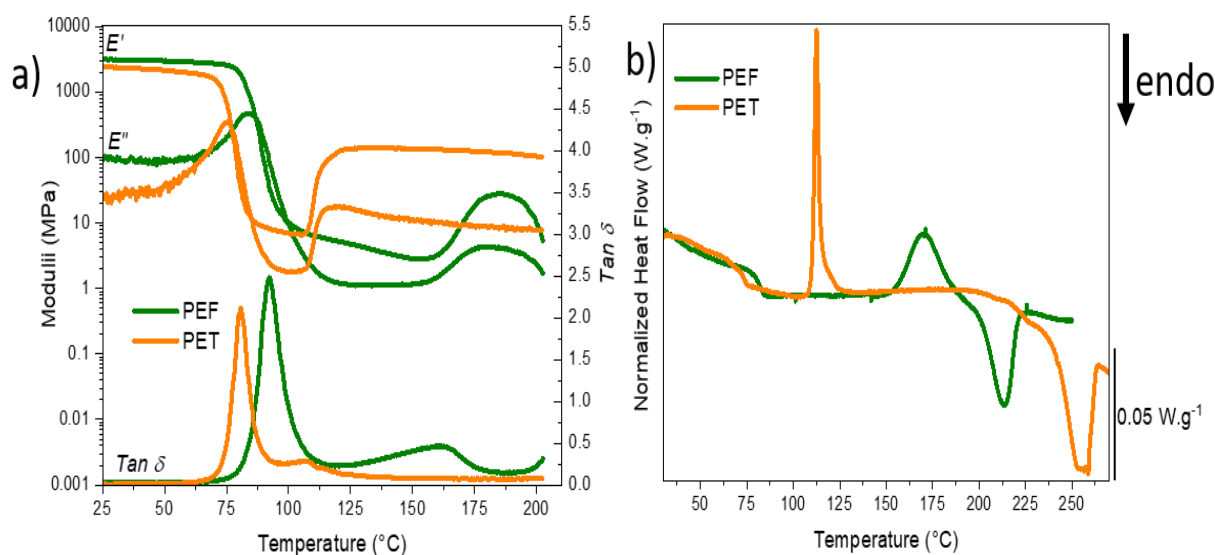 a)
10000
1000
100
10
1
0.1
0.01
0.001
Modulii (MPa)
E'
E"
Tan δ
PEF
PET
5.5
5.0
4.5
4.0
3.5
3.0
2.5
2.0
1.5
1.0
0.5
0.0
Tan δ
25 50 75 100 125 150 175 200
Temperature (°C)
b)
PEF
PET
endo
Normalized Heat Flow (W.g⁻¹)
0.05 W.g⁻¹
50 75 100 125 150 175 200 225 250
Temperature (°C)